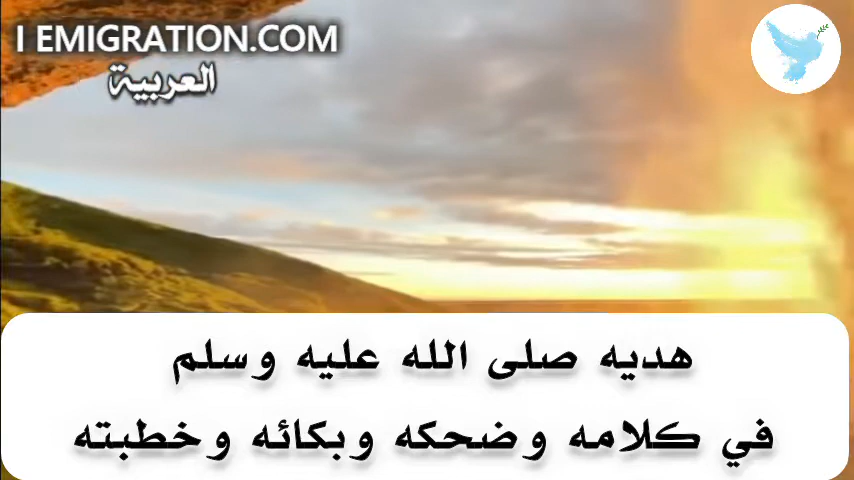 I EMIGRATION.COM
العربية
هديه صلى الله عليه وسلم
في كلامه وضحكه وبكائه وخطبته